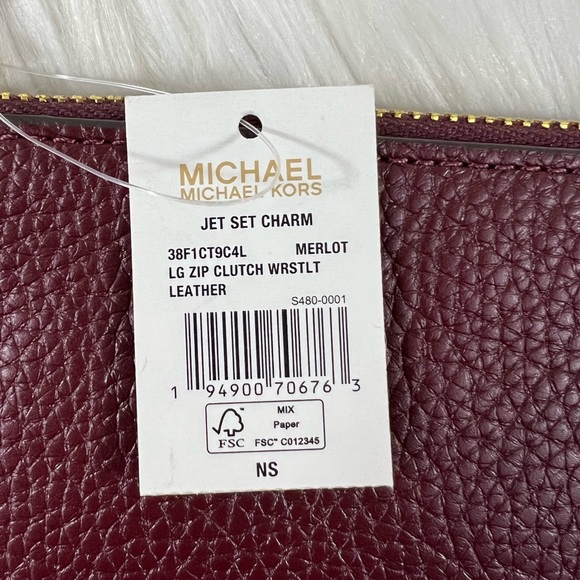 MICHAEL
MICHAEL KORS
JET SET CHARM
38F1CT9C4L MERLOT
LG ZIP CLUTCH WRSTLT
LEATHER
S480-0001
1 94900 70676 3
MIX
Paper
FSC FSC™ C012345
NS